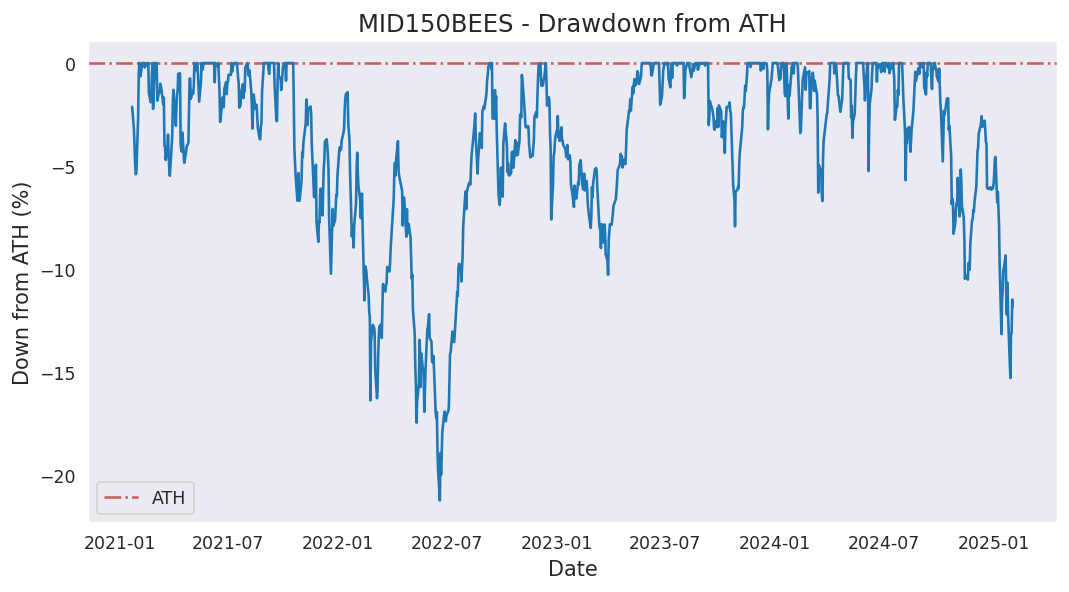 MID150BEES - Drawdown from ATH
Down from ATH (%)
0
−5
−10
−15
−20
ATH
2021-01 2021-07 2022-01 2022-07 2023-01 2023-07 2024-01 2024-07 2025-01
Date